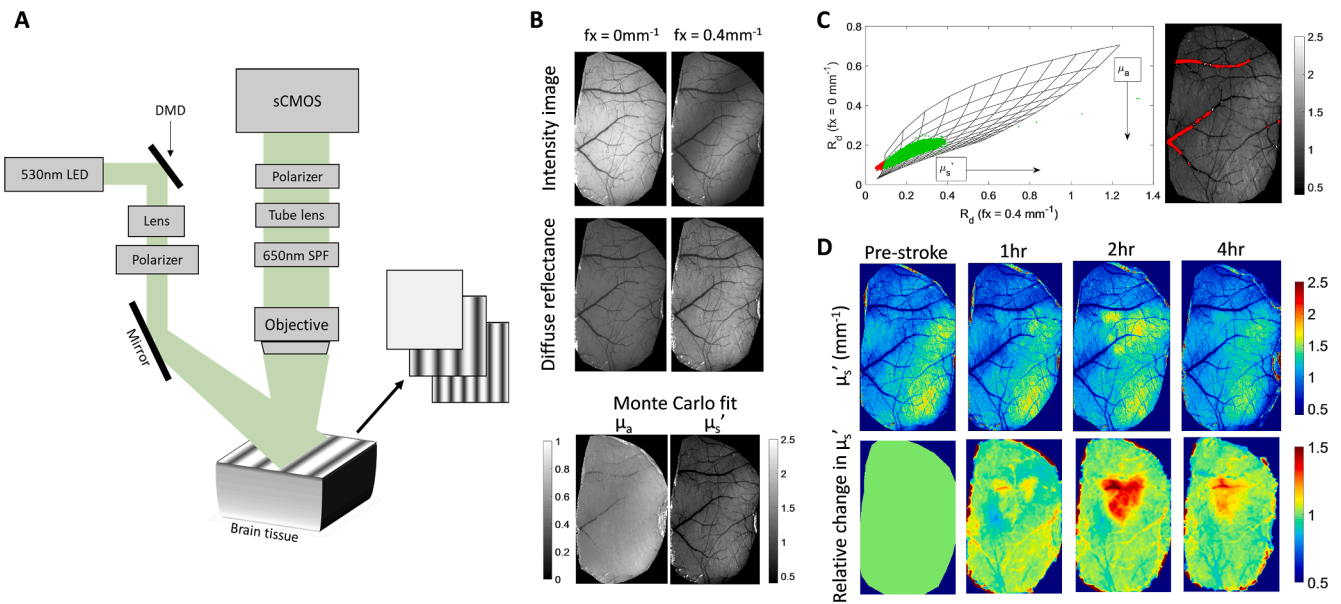 A
sCMOS
DMD
530nm LED
Polarizer
Lens
Tube lens
Polarizer
650nm SPF
Mirror
Objective
Brain tissue
B
fx = 0mm⁻¹
fx = 0.4mm⁻¹
Intensity image
Diffuse reflectance
Monte Carlo fit
μₐ
μₛ’
1
0.8
0.6
0.4
0.2
0
2.5
2
1.5
1
0.5
C
R_d (fx = 0 mm⁻¹)
0.8
0.6
0.4
0.2
0
0
0.2
0.4
0.6
0.8
1
1.2
1.4
R_d (fx = 0.4 mm⁻¹)
μₐ
μₛ'
2.5
2
1.5
1
0.5
D
Pre-stroke
1hr
2hr
4hr
μₛ’ (mm⁻¹)
2.5
2
1.5
1
0.5
Relative change in μₛ’
1.5
1
0.5